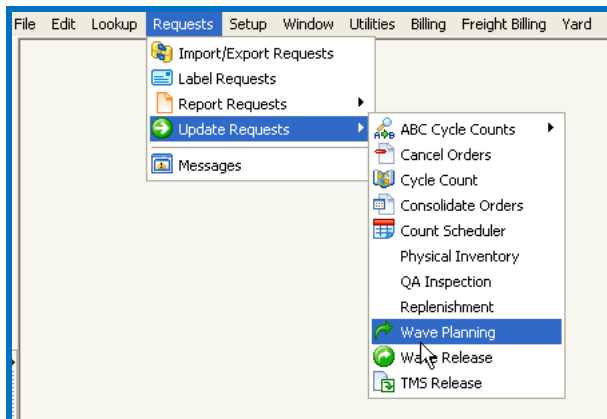 File Edit Lookup Requests Setup Window Utilities Billing Freight Billing Yard
Import/Export Requests
Label Requests
Report Requests
Update Requests
Messages
ABC Cycle Counts
Cancel Orders
Cycle Count
Consolidate Orders
Count Scheduler
Physical Inventory
QA Inspection
Replenishment
Wave Planning
Wave Release
TMS Release